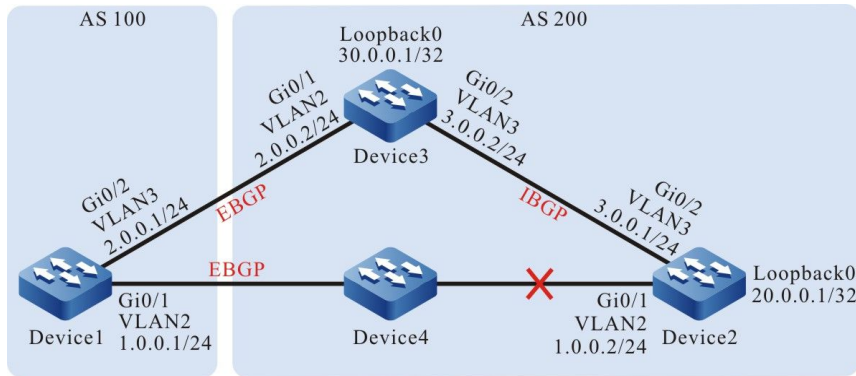 AS 100
AS 200
Loopback0
30.0.0.1/32
Gi0/1
VLAN2
2.0.0.2/24
Gi0/2
VLAN3
3.0.0.2/24
Device3
Gi0/2
VLAN3
2.0.0.1/24
EBGP
IBGP
Gi0/2
VLAN3
3.0.0.1/24
EBGP
Loopback0
20.0.0.1/32
Gi0/1
VLAN2
1.0.0.1/24
Device1
Device4
Gi0/1
VLAN2
1.0.0.2/24
Device2